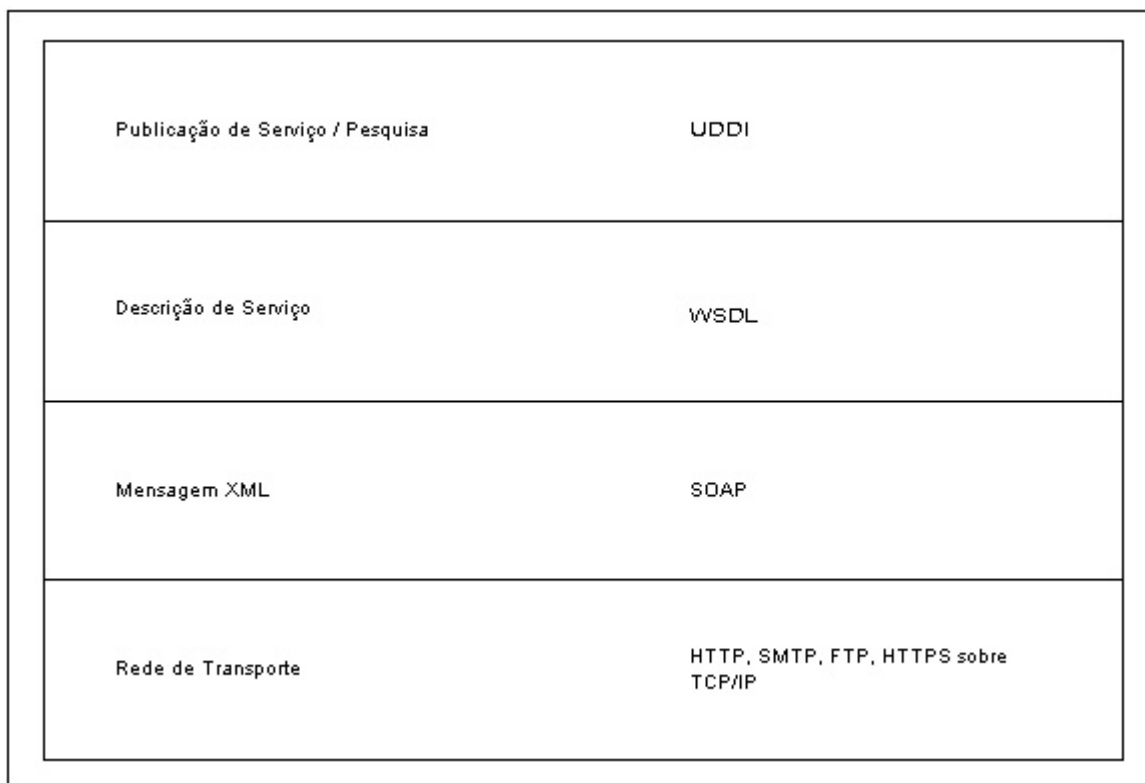 Publicação de Serviço / Pesquisa
UDDI
Descrição de Serviço
WSDL
Mensagem XML
SOAP
Rede de Transporte
HTTP, SMTP, FTP, HTTPS sobre
TCP/IP